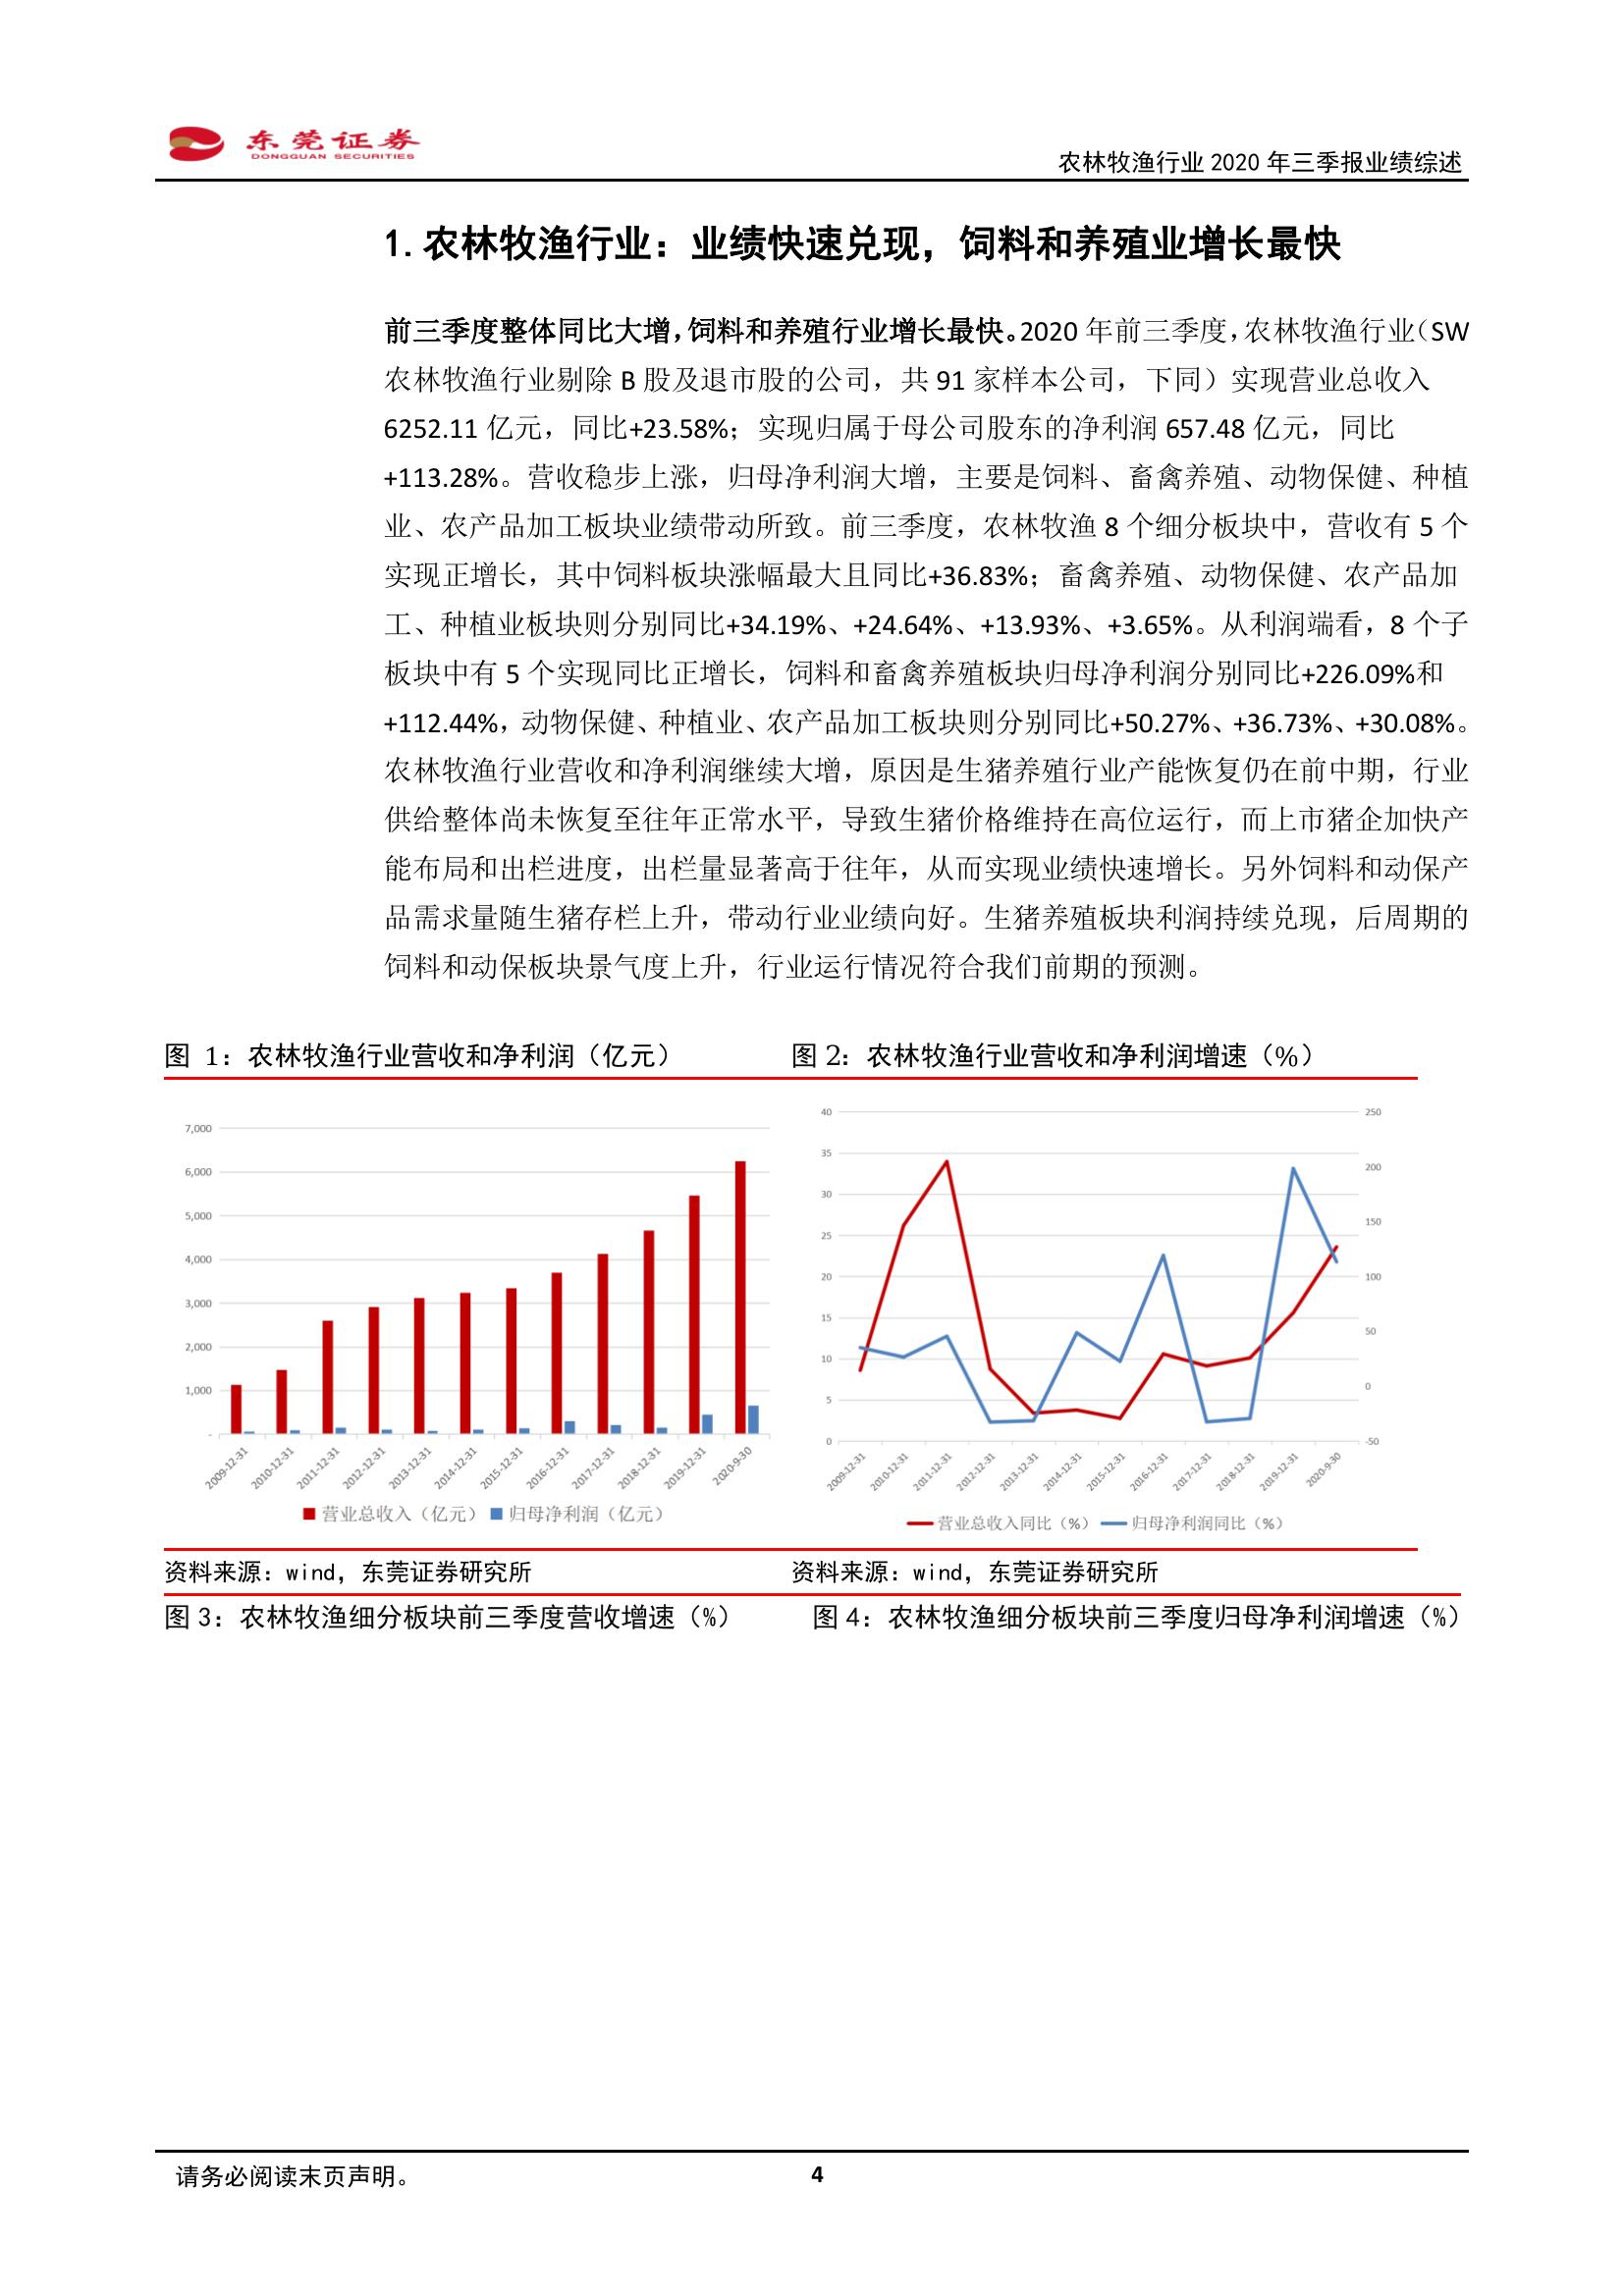 东莞证券
DONGGUAN SECURITIES
农林牧渔行业 2020 年三季报业绩综述
1. 农林牧渔行业：业绩快速兑现，饲料和养殖业增长最快
前三季度整体同比大增，饲料和养殖行业增长最快。2020 年前三季度，农林牧渔行业（SW
农林牧渔行业剔除 B 股及退市股的公司，共 91 家样本公司，下同）实现营业总收入
6252.11 亿元，同比+23.58%；实现归属于母公司股东的净利润 657.48 亿元，同比
+113.28%。营收稳步上涨，归母净利润大增，主要是饲料、畜禽养殖、动物保健、种植
业、农产品加工板块业绩带动所致。前三季度，农林牧渔 8 个细分板块中，营收有 5 个
实现正增长，其中饲料板块涨幅最大且同比+36.83%；畜禽养殖、动物保健、农产品加
工、种植业板块则分别同比+34.19%、+24.64%、+13.93%、+3.65%。从利润端看，8 个子
板块中有 5 个实现同比正增长，饲料和畜禽养殖板块归母净利润分别同比+226.09%和
+112.44%，动物保健、种植业、农产品加工板块则分别同比+50.27%、+36.73%、+30.08%。
农林牧渔行业营收和净利润继续大增，原因是生猪养殖行业产能恢复仍在前中期，行业
供给整体尚未恢复至往年正常水平，导致生猪价格维持在高位运行，而上市猪企加快产
能布局和出栏进度，出栏量显著高于往年，从而实现业绩快速增长。另外饲料和动保产
品需求量随生猪存栏上升，带动行业业绩向好。生猪养殖板块利润持续兑现，后周期的
饲料和动保板块景气度上升，行业运行情况符合我们前期的预测。
图 1：农林牧渔行业营收和净利润（亿元）
7,000
6,000
5,000
4,000
3,000
2,000
1,000
-
2009-12-31 2010-12-31 2011-12-31 2012-12-31 2013-12-31 2014-12-31 2015-12-31 2016-12-31 2017-12-31 2018-12-31 2019-12-31 2020-9-30
营业总收入（亿元） 归母净利润（亿元）
图 2：农林牧渔行业营收和净利润增速（%）
40 250
35
30 200
25 150
20 100
15 50
10
5 0
0 -50
2009-12-31 2010-12-31 2011-12-31 2012-12-31 2013-12-31 2014-12-31 2015-12-31 2016-12-31 2017-12-31 2018-12-31 2019-12-31 2020-9-30
营业总收入同比（%） 归母净利润同比（%）
资料来源：wind，东莞证券研究所 资料来源：wind，东莞证券研究所
图 3：农林牧渔细分板块前三季度营收增速（%） 图 4：农林牧渔细分板块前三季度归母净利润增速（%）
请务必阅读末页声明。 4